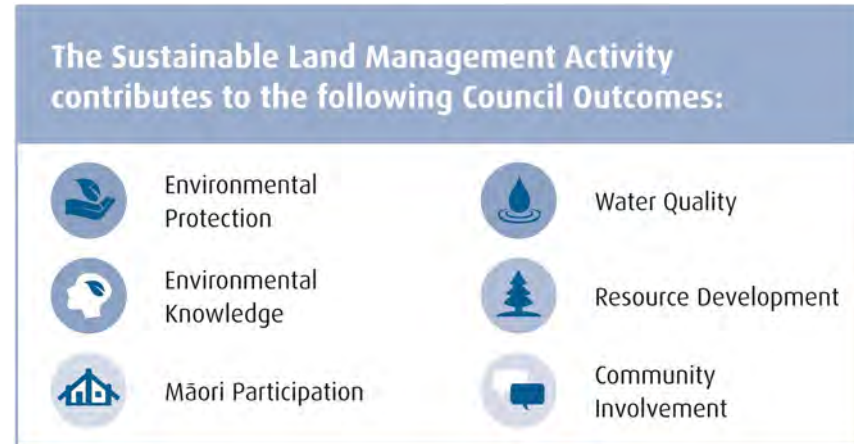 The Sustainable Land Management Activity
contributes to the following Council Outcomes:
Environmental
Protection
Water Quality
Environmental
Knowledge
Resource Development
Māori Participation
Community
Involvement